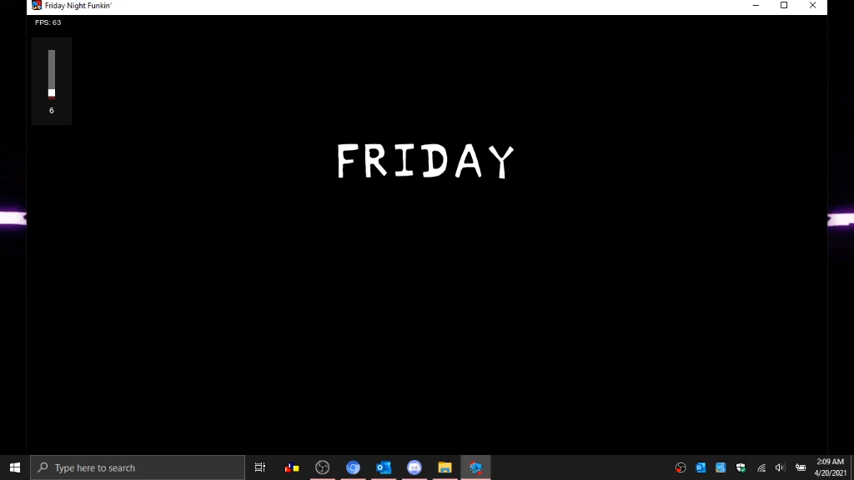 Friday Night Funkin'
FPS: 63
6
FRIDAY
Type here to search
2:09 AM
4/20/2021